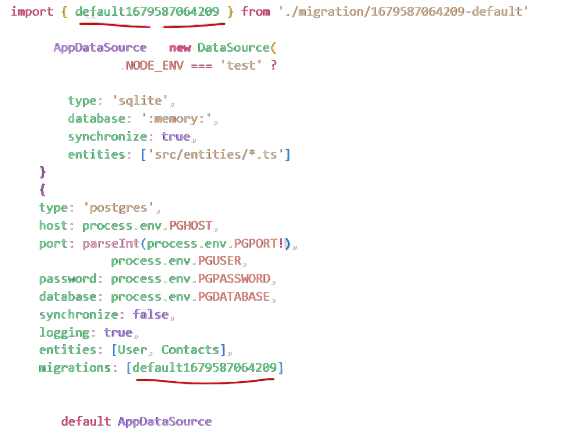 import { default1679587064209 } from './migration/1679587064209-default'
AppDataSource new DataSource(
.NODE_ENV === 'test' ?
type: 'sqlite',
database: ':memory:',
synchronize: true,
entities: ['src/entities/*.ts']
}
{
type: 'postgres',
host: process.env.PGHOST,
port: parseInt(process.env.PGPORT!),
process.env.PGUSER,
password: process.env.PGPASSWORD,
database: process.env.PGDATABASE,
synchronize: false,
logging: true,
entities: [User, Contacts],
migrations: [default1679587064209]
default AppDataSource